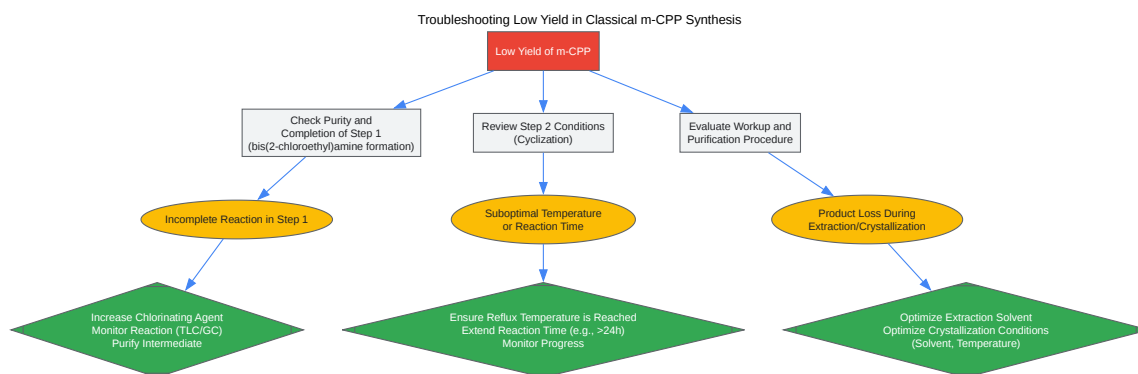 Troubleshooting Low Yield in Classical m-CPP Synthesis
Low Yield of m-CPP
Check Purity and
Completion of Step 1
(bis(2-chloroethyl)amine formation)
Review Step 2 Conditions
(Cyclization)
Evaluate Workup and
Purification Procedure
Incomplete Reaction in Step 1
Suboptimal Temperature
or Reaction Time
Product Loss During
Extraction/Crystallization
Increase Chlorinating Agent
Monitor Reaction (TLC/GC)
Purify Intermediate
Ensure Reflux Temperature is Reached
Extend Reaction Time (e.g., >24h)
Monitor Progress
Optimize Extraction Solvent
Optimize Crystallization Conditions
(Solvent, Temperature)